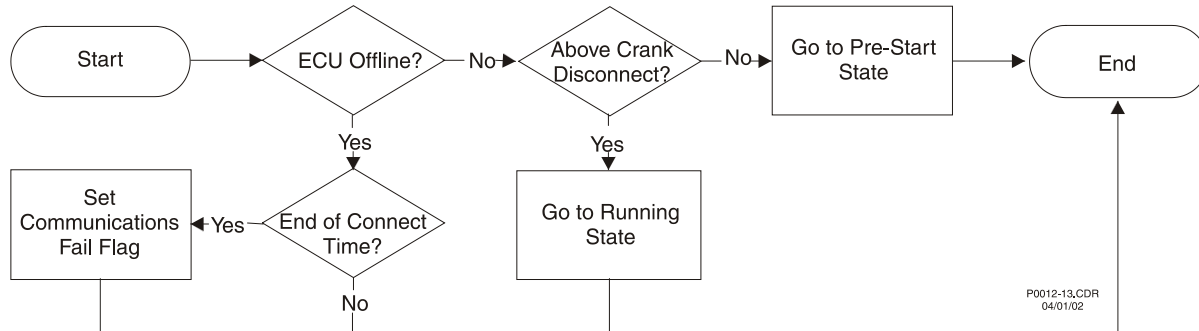 Start
ECU Offline?
No
Above Crank
Disconnect?
No
Go to Pre-Start
State
End
Yes
Yes
Set
Communications
Fail Flag
Yes
End of Connect
Time?
Go to Running
State
No
P0012-13.CDR
04/01/02